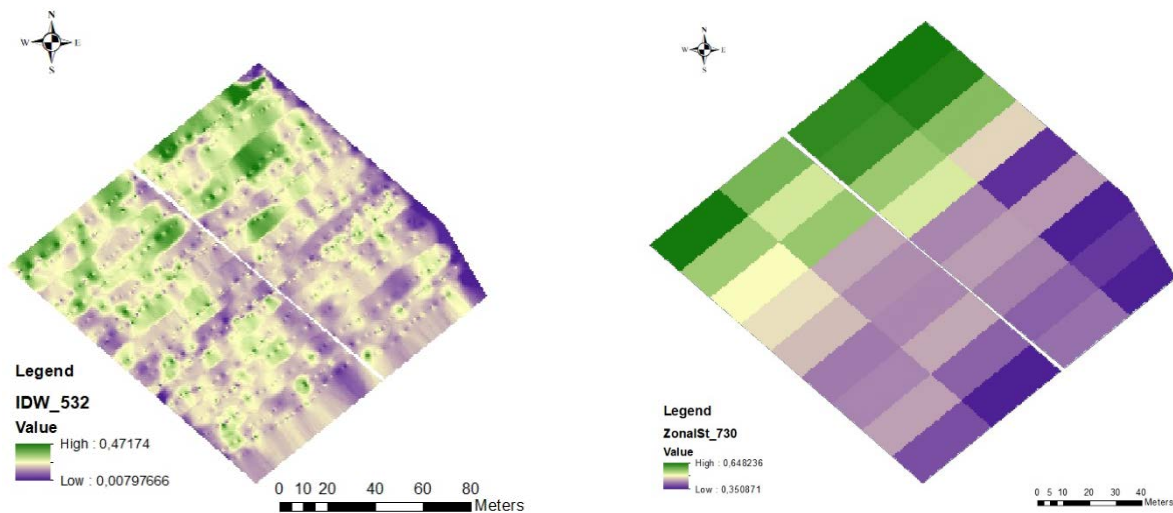 N
W E
S
Legend
IDW_532
Value
High : 0,47174
Low : 0,00797666
0 10 20 40 60 80
Meters
N
W E
S
Legend
ZonalSt_730
Value
High : 0,648236
Low : 0,350871
0 5 10 20 30 40
Meters